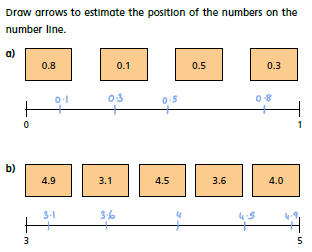 Draw arrows to estimate the position of the numbers on the
number line.
a)
0.8 0.1 0.5 0.3
0.1 0.3 0.5 0.8
0 1
b)
4.9 3.1 4.5 3.6 4.0
3.1 3.6 4 4.5 4.9
3 5